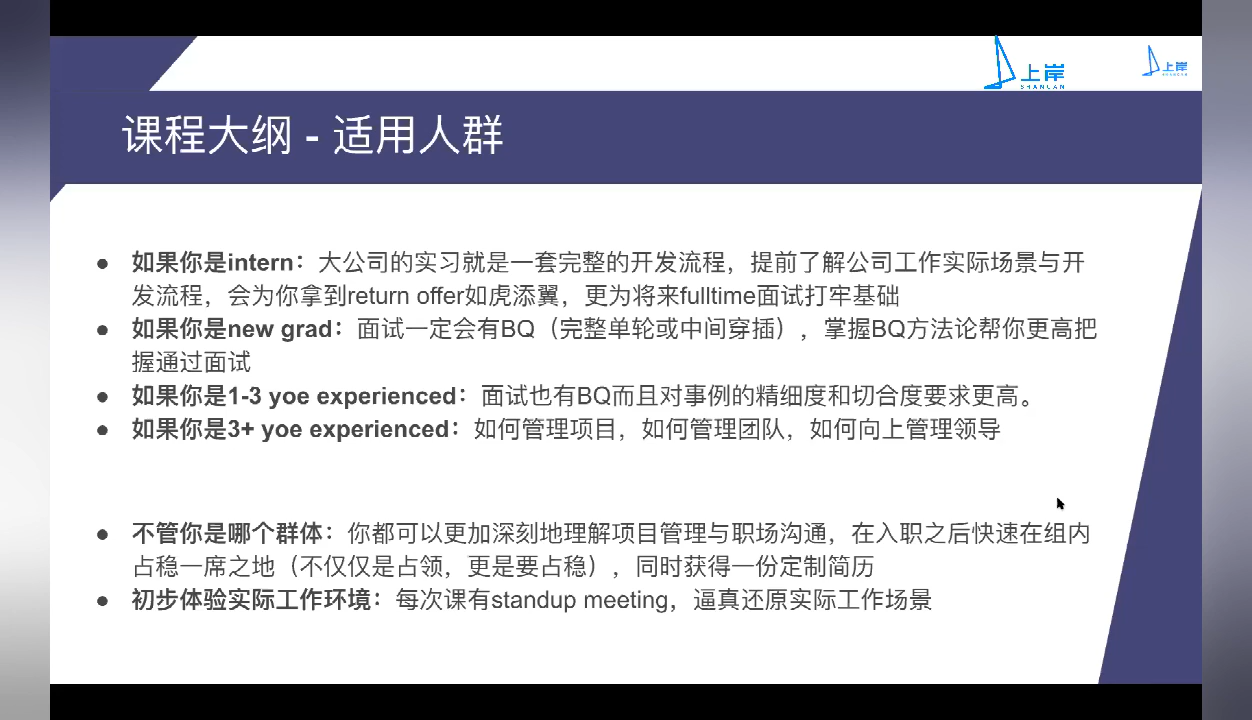 上岸
SHANUAN
上岸
课程大纲 - 适用人群
● 如果你是intern：大公司的实习就是一套完整的开发流程，提前了解公司工作实际场景与开
发流程，会为你拿到return offer如虎添翼，更为将来fulltime面试打牢基础
● 如果你是new grad：面试一定会有BQ（完整单轮或中间穿插），掌握BQ方法论帮你更高把
握通过面试
● 如果你是1-3 yoe experienced：面试也有BQ而且对事例的精细度和切合度要求更高。
● 如果你是3+ yoe experienced：如何管理项目，如何管理团队，如何向上管理领导
● 不管你是哪个群体：你都可以更加深刻地理解项目管理与职场沟通，在入职之后快速在组内
占稳一席之地（不仅仅是占领，更是要占稳），同时获得一份定制简历
● 初步体验实际工作环境：每次课有standup meeting，逼真还原实际工作场景